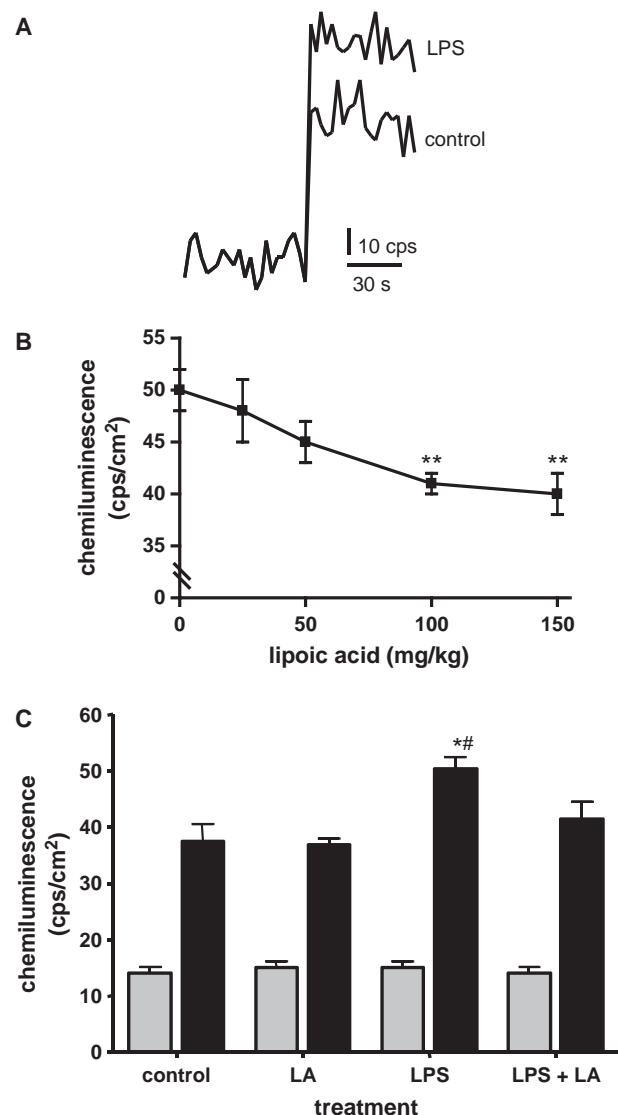 A
LPS
control
10 cps
30 s
B
chemiluminescence
(cps/cm²)
55
50
45
40
35
0
** **
0 50 100 150
lipoic acid (mg/kg)
C
chemiluminescence
(cps/cm²)
60
50
40
30
20
10
0
*#
control LA LPS LPS + LA
treatment